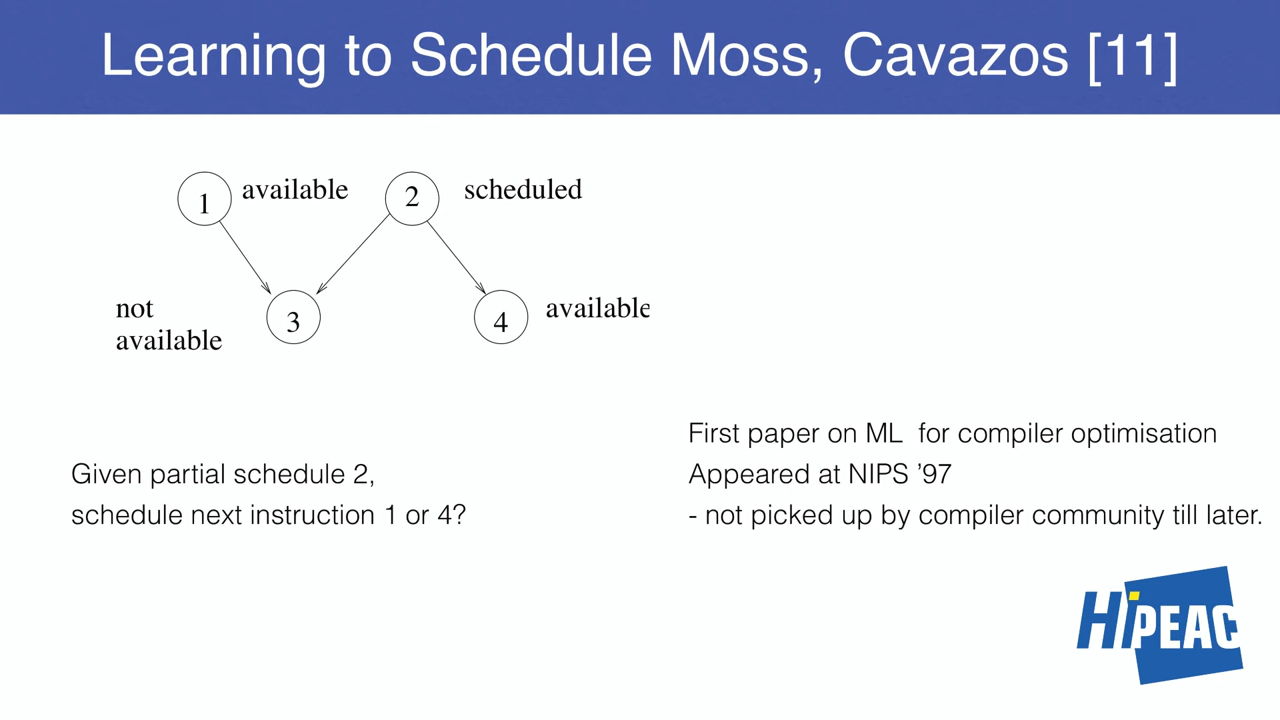 Learning to Schedule Moss, Cavazos [11]
1
available
2
scheduled
not
available
3
4
available
Given partial schedule 2,
schedule next instruction 1 or 4?
First paper on ML for compiler optimisation
Appeared at NIPS ’97
- not picked up by compiler community till later.
HiPEAC